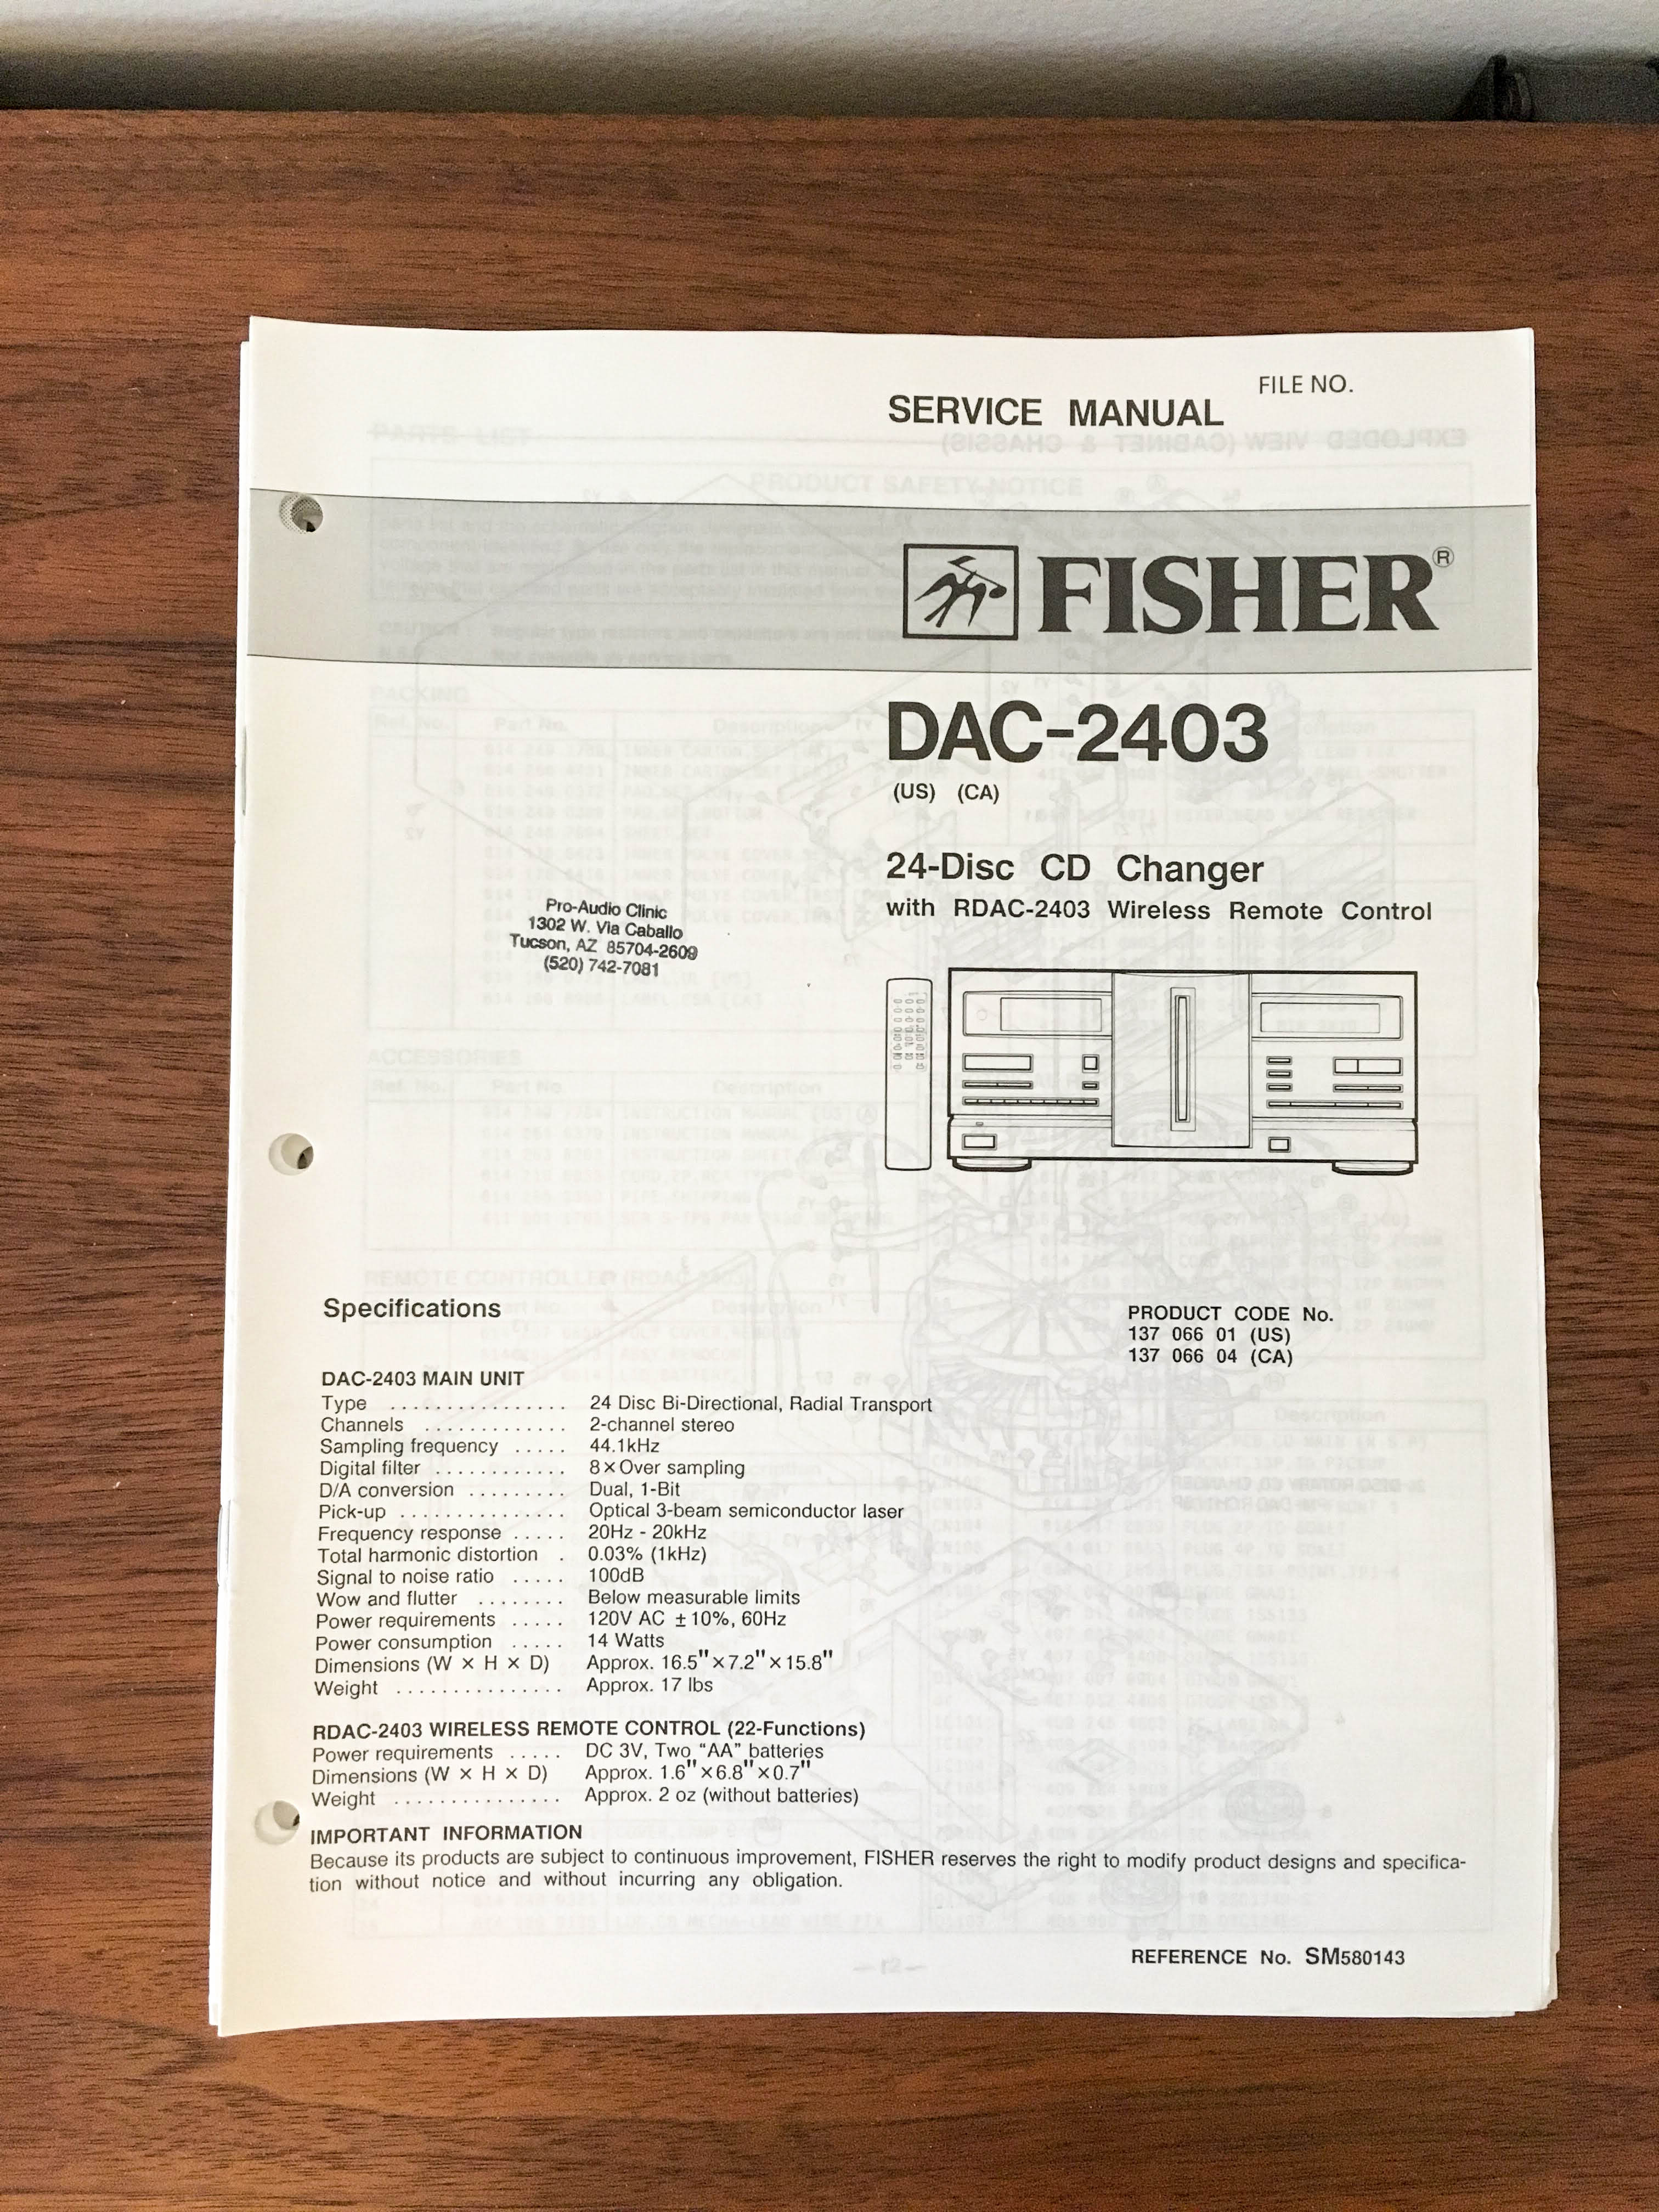 FILE NO.
SERVICE MANUAL
FISHER®
DAC-2403
(US) (CA)
24-Disc CD Changer
with RDAC-2403 Wireless Remote Control
Pro-Audio Clinic
1302 W. Via Caballo
Tucson, AZ 85704-2609
(520) 742-7081
Specifications
PRODUCT CODE No.
137 066 01 (US)
137 066 04 (CA)
DAC-2403 MAIN UNIT
Type ................ 24 Disc Bi-Directional, Radial Transport
Channels ............. 2-channel stereo
Sampling frequency ..... 44.1kHz
Digital filter ............ 8×Over sampling
D/A conversion ......... Dual, 1-Bit
Pick-up ............... Optical 3-beam semiconductor laser
Frequency response ..... 20Hz - 20kHz
Total harmonic distortion . 0.03% (1kHz)
Signal to noise ratio ..... 100dB
Wow and flutter ........ Below measurable limits
Power requirements ..... 120V AC ±10%, 60Hz
Power consumption ..... 14 Watts
Dimensions (W × H × D) Approx. 16.5"×7.2"×15.8"
Weight ............... Approx. 17 lbs
RDAC-2403 WIRELESS REMOTE CONTROL (22-Functions)
Power requirements ..... DC 3V, Two “AA” batteries
Dimensions (W × H × D) Approx. 1.6"×6.8"×0.7"
Weight ............... Approx. 2 oz (without batteries)
IMPORTANT INFORMATION
Because its products are subject to continuous improvement, FISHER reserves the right to modify product designs and specifica-
tion without notice and without incurring any obligation.
REFERENCE No. SM580143